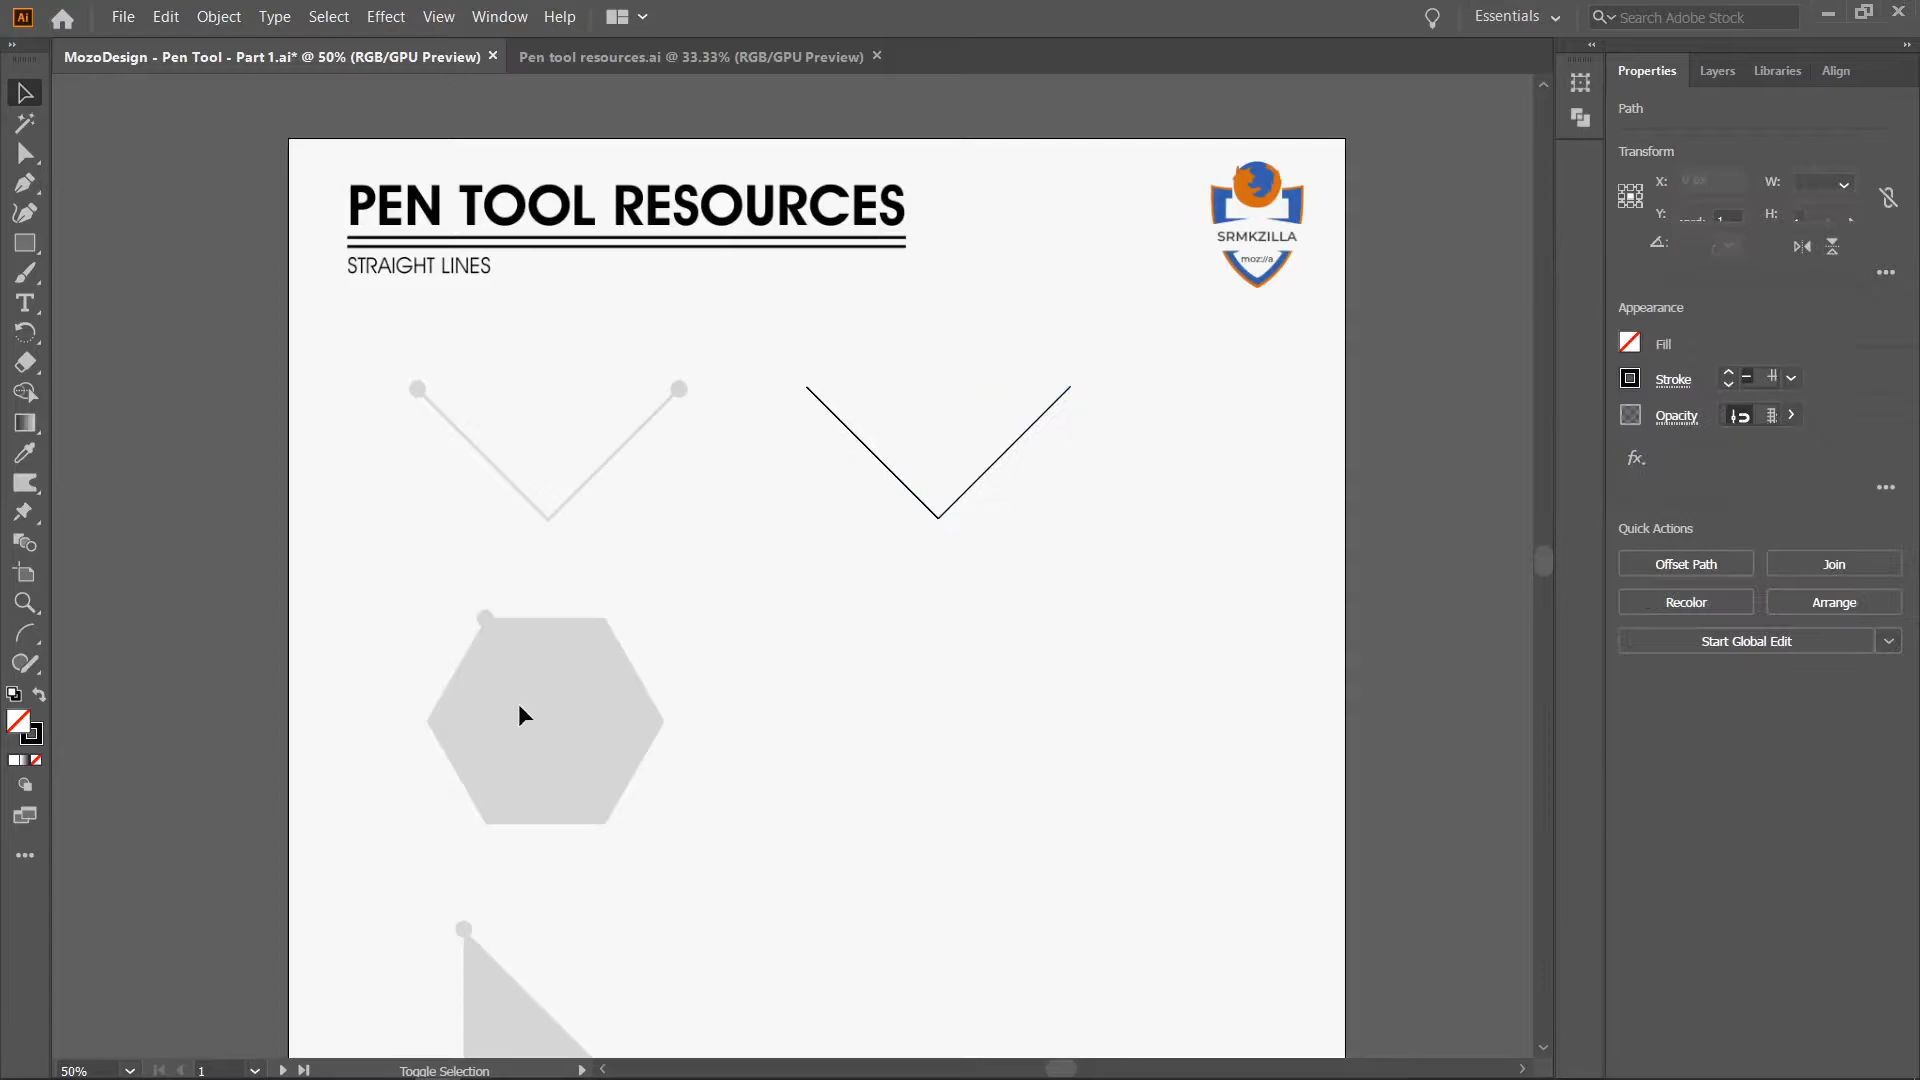 Ai File Edit Object Type Select Effect View Window Help Essentials Search Adobe Stock
MozoDesign - Pen Tool - Part 1.ai* @ 50% (RGB/GPU Preview) Pen tool resources.ai @ 33.33% (RGB/GPU Preview)
Properties Layers Libraries Align
Path
Transform
X: W:
Y: H:
Appearance
Fill
Stroke
Opacity
fx.
Quick Actions
Offset Path Join
Recolor Arrange
Start Global Edit
PEN TOOL RESOURCES
STRAIGHT LINES
SRMKZILLA
moz://a
50% 1 Toggle Selection